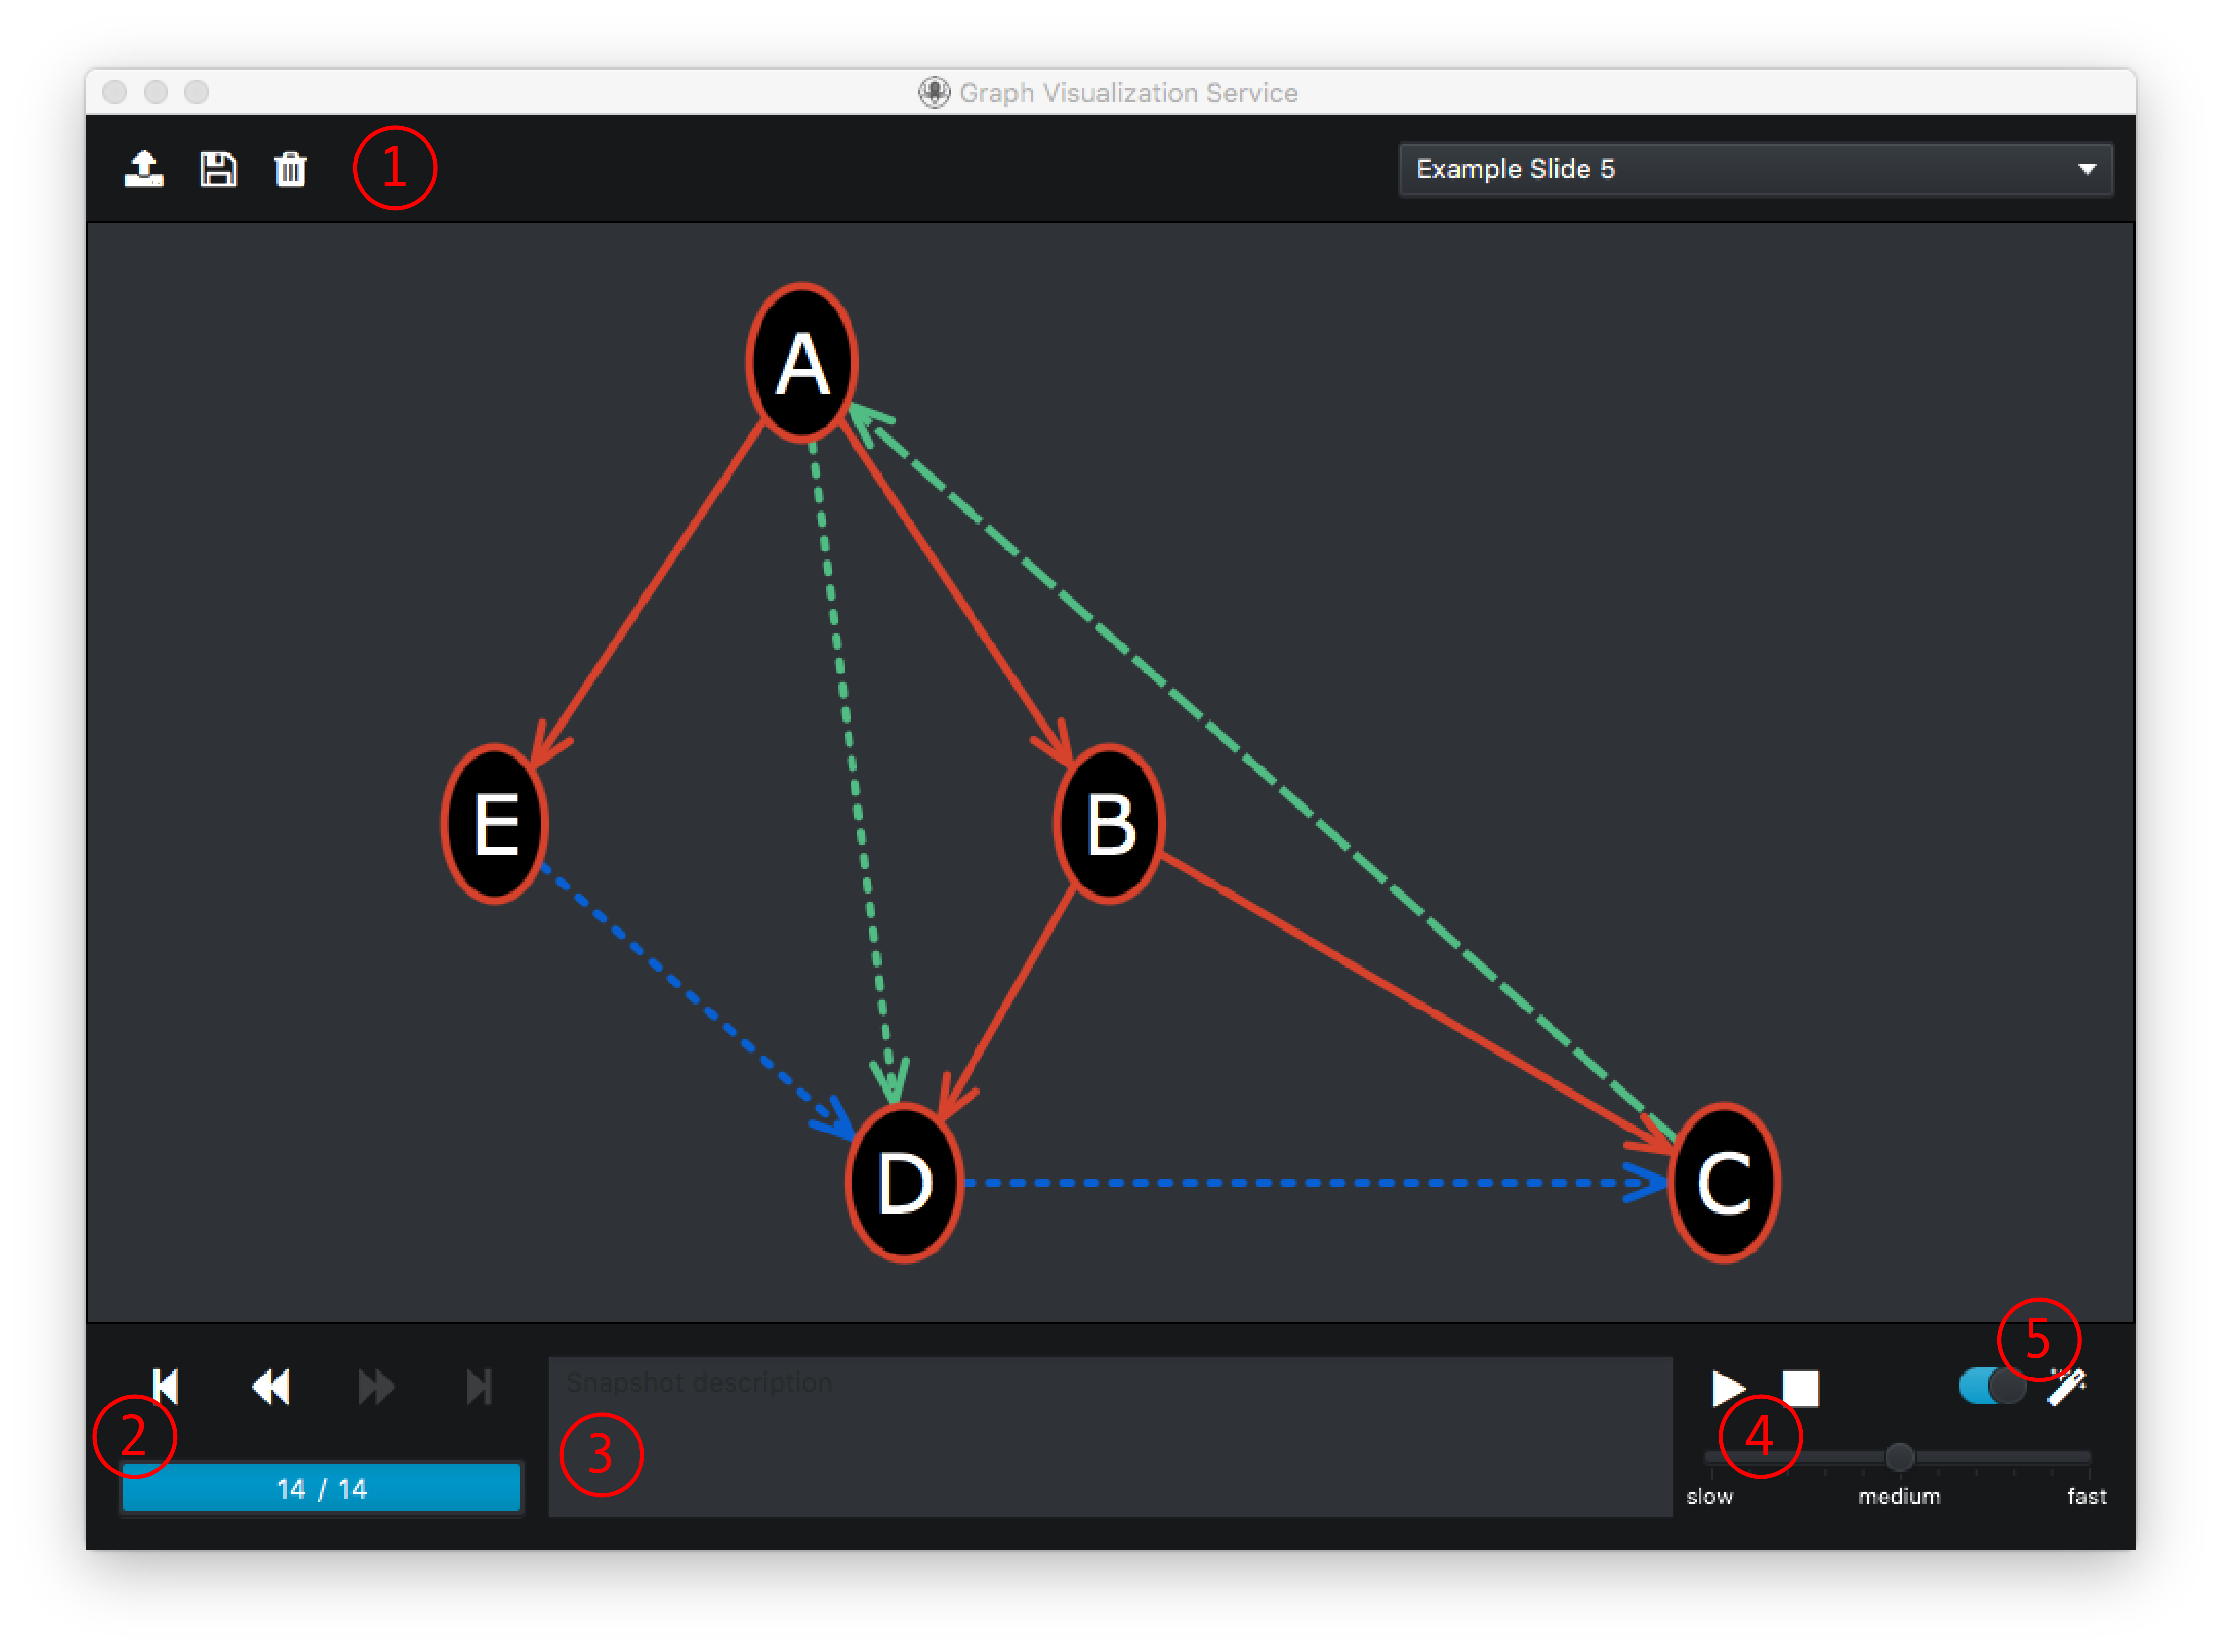 Graph Visualization Service
1
Example Slide 5
A
E
B
D
C
5
Snapshot description
2
3
4
14 / 14
slow medium fast